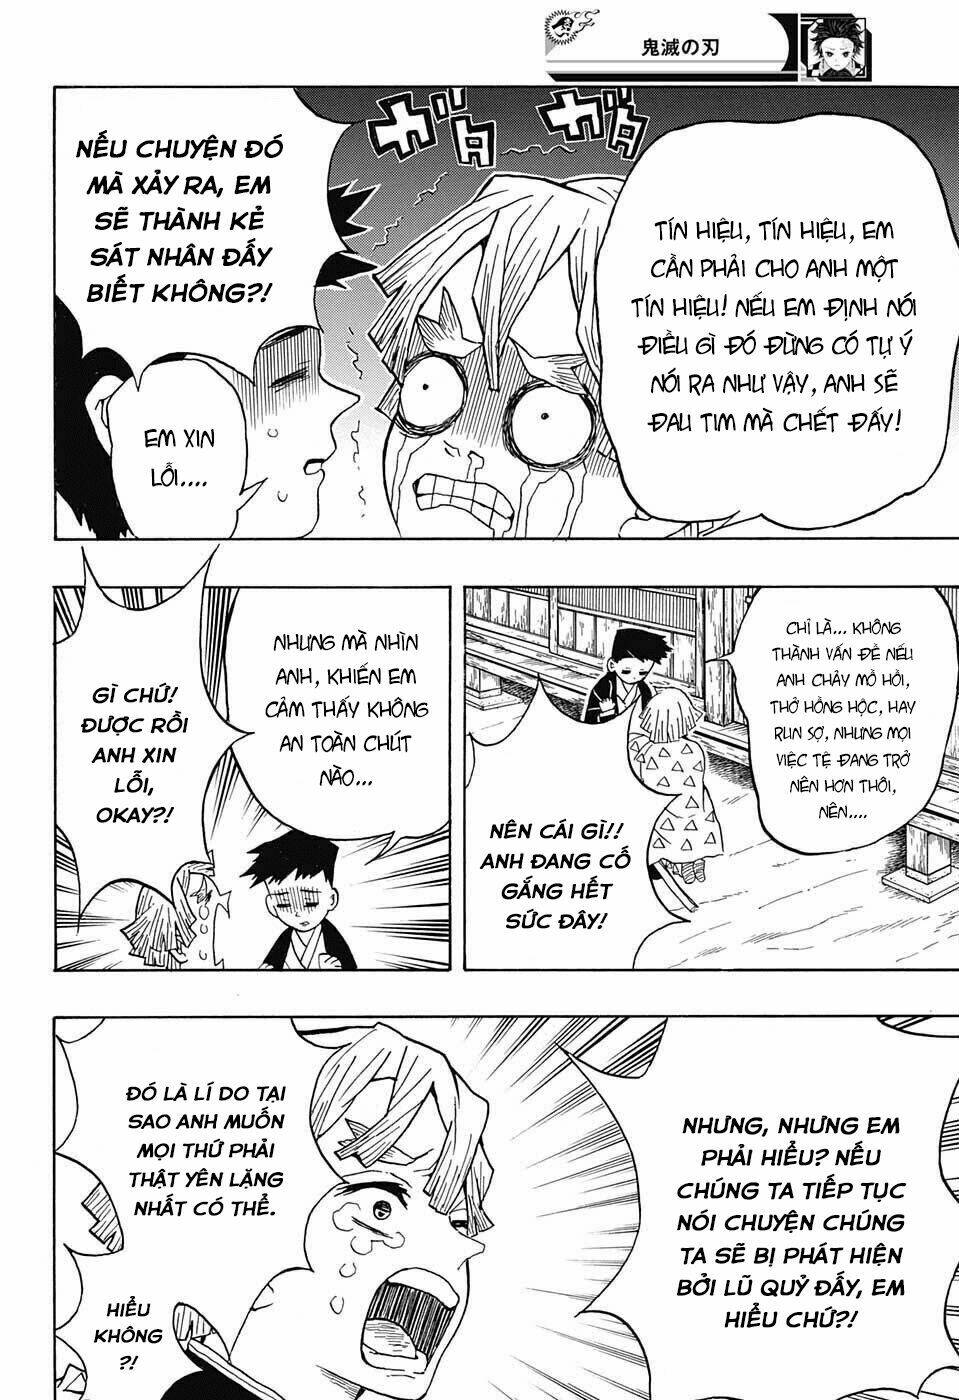 鬼滅の刃
ガタ
ガタ
TÍN HIỆU, TÍN HIỆU, EM
CẦN PHẢI CHO ANH MỘT
TÍN HIỆU! NẾU EM ĐỊNH NÓI
ĐIỀU GÌ ĐÓ ĐỪNG CÓ TỰ Ý
NÓI RA NHƯ VẬY, ANH SẼ
ĐAU TIM MÀ CHẾT ĐẤY!
NẾU CHUYỆN ĐÓ
MÀ XẢY RA, EM
SẼ THÀNH KẺ
SÁT NHÂN ĐẤY
BIẾT KHÔNG?!
EM XIN
LỖI....
CHỈ LÀ... KHÔNG
THÀNH VẤN ĐỀ NẾU
ANH CHẢY MỒ HÔI,
THỞ HỒNG HỘC, HAY
RUN SỢ, NHƯNG MỌI
VIỆC TỆ ĐANG TRỞ
NÊN HƠN THÔI,
NÊN....
NÊN CÁI GÌ!!
ANH ĐANG CỐ
GẮNG HẾT
SỨC ĐÂY!
NHƯNG MÀ NHÌN
ANH, KHIẾN EM
CẢM THẤY KHÔNG
AN TOÀN CHÚT
NÀO...
GÌ CHỨ!
ĐƯỢC RỒI
ANH XIN
LỖI,
OKAY?!
NHƯNG, NHƯNG EM
PHẢI HIỂU? NẾU
CHÚNG TA TIẾP TỤC
NÓI CHUYỆN CHÚNG
TA SẼ BỊ PHÁT HIỆN
BỞI LŨ QUỶ ĐẤY, EM
HIỂU CHỨ?!
ĐÓ LÀ LÍ DO TẠI
SAO ANH MUỐN
MỌI THỨ PHẢI
THẬT YÊN LẶNG
NHẤT CÓ THỂ.
HIỂU
KHÔNG
?!